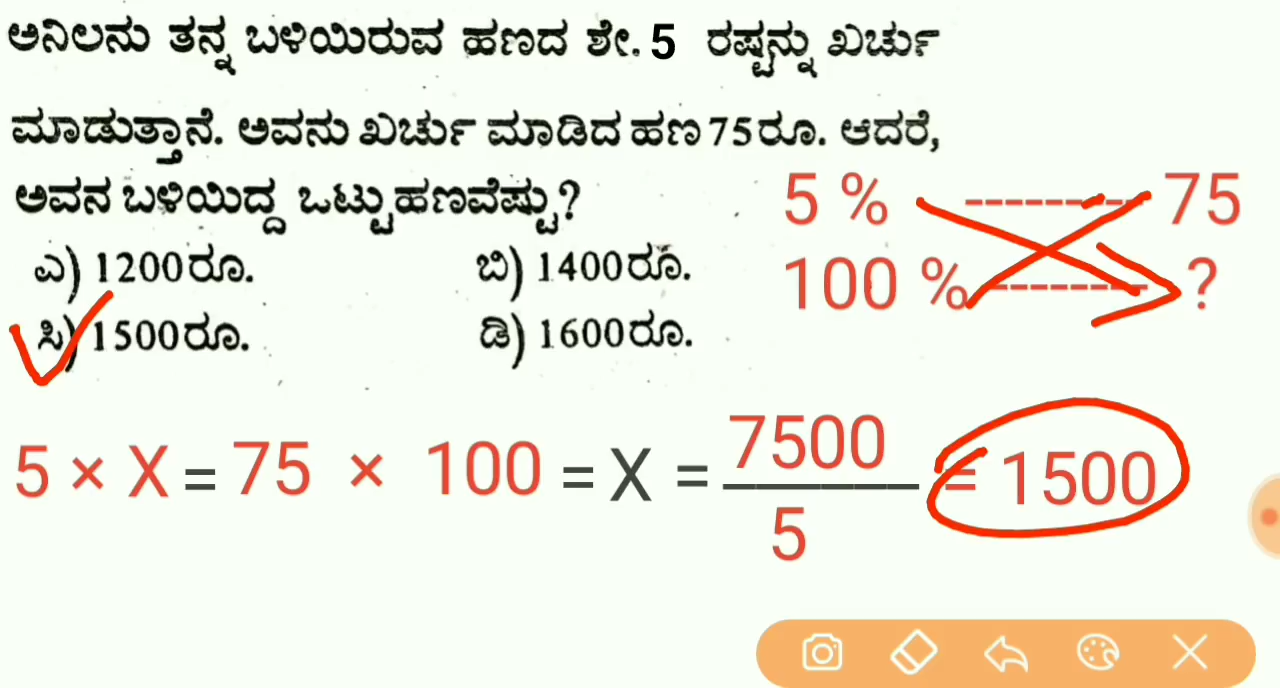 ಅನಿಲನು ತನ್ನ ಬಳಿಯಿರುವ ಹಣದ ಶೇ. 5 ರಷ್ಟನ್ನು ಖರ್ಚು
ಮಾಡುತ್ತಾನೆ. ಅವನು ಖರ್ಚು ಮಾಡಿದ ಹಣ 75ರೂ. ಆದರೆ,
ಅವನ ಬಳಿಯಿದ್ದ ಒಟ್ಟು ಹಣವೆಷ್ಟು?
5 % -------- 75
ಎ) 1200ರೂ. ಬಿ) 1400ರೂ.
100 % -------- ?
ಸಿ) 1500ರೂ. ಡಿ) 1600ರೂ.
5 × X = 75 × 100 = X = 7500 = 1500
5